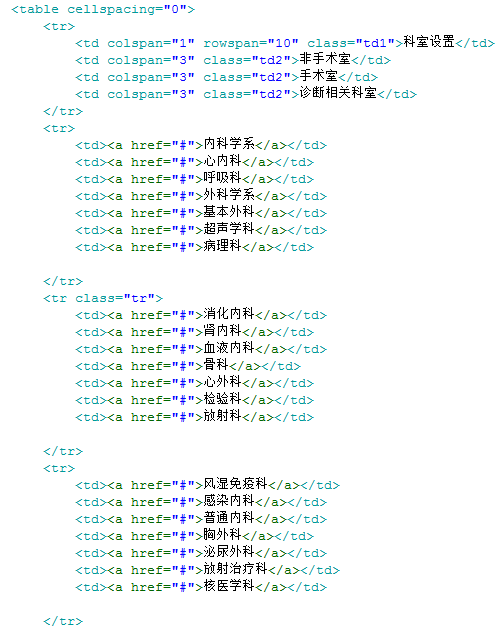 <table cellspacing="0">
<tr>
<td colspan="1" rowspan="10" class="td1">科室设置</td>
<td colspan="3" class="td2">非手术室</td>
<td colspan="3" class="td2">手术室</td>
<td colspan="3" class="td2">诊断相关科室</td>
</tr>
<tr>
<td><a href="#">内科学系</a></td>
<td><a href="#">心内科</a></td>
<td><a href="#">呼吸科</a></td>
<td><a href="#">外科学系</a></td>
<td><a href="#">基本外科</a></td>
<td><a href="#">超声学科</a></td>
<td><a href="#">病理科</a></td>
</tr>
<tr class="tr">
<td><a href="#">消化内科</a></td>
<td><a href="#">肾内科</a></td>
<td><a href="#">血液内科</a></td>
<td><a href="#">骨科</a></td>
<td><a href="#">心外科</a></td>
<td><a href="#">检验科</a></td>
<td><a href="#">放射科</a></td>
</tr>
<tr>
<td><a href="#">风湿免疫科</a></td>
<td><a href="#">感染内科</a></td>
<td><a href="#">普通内科</a></td>
<td><a href="#">胸外科</a></td>
<td><a href="#">泌尿外科</a></td>
<td><a href="#">放射治疗科</a></td>
<td><a href="#">核医学科</a></td>
</tr>